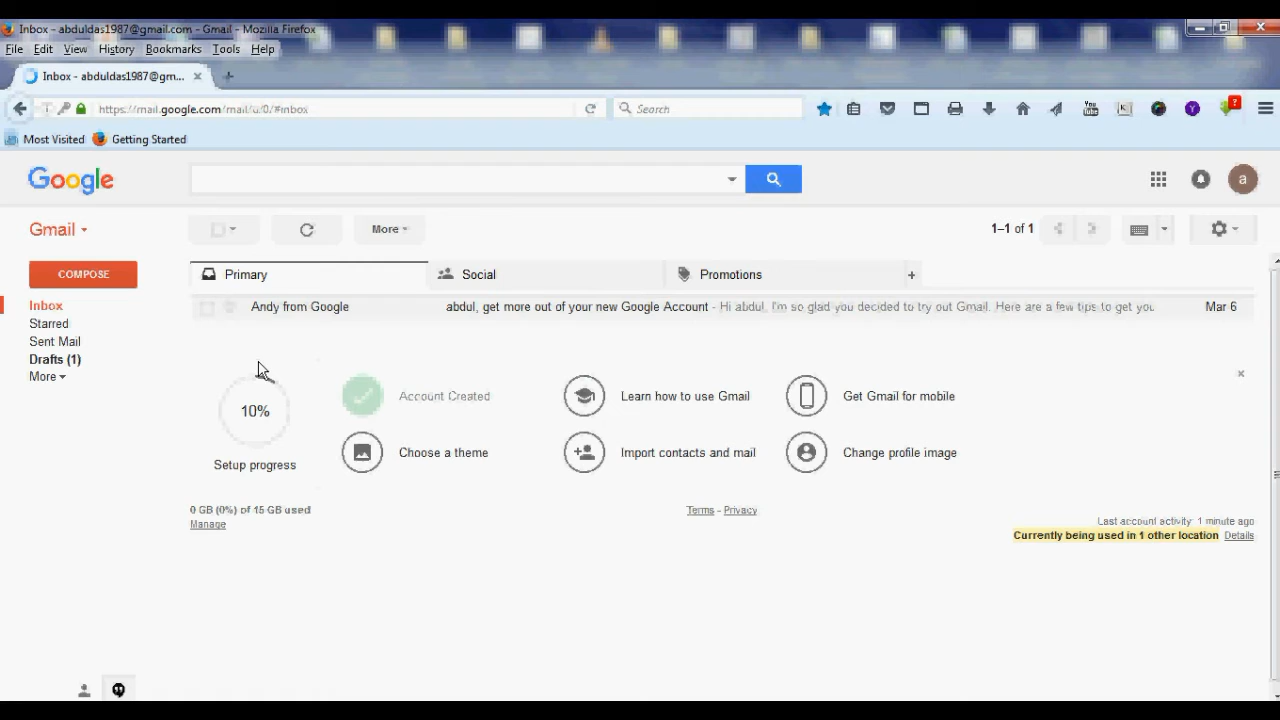 Inbox - abduldas1987@gmail.com - Gmail - Mozilla Firefox
File Edit View History Bookmarks Tools Help
Inbox - abduldas1987@gm...
https://mail.google.com/mail/u/0/#inbox
Search
Most Visited Getting Started
Google
Gmail
More
1–1 of 1
COMPOSE
Primary Social Promotions
Inbox
Andy from Google abdul, get more out of your new Google Account - Hi abdul, I'm so glad you decided to try out Gmail. Here are a few tips to get you Mar 6
Starred
Sent Mail
Drafts (1)
More
10%
Setup progress
Account Created Learn how to use Gmail Get Gmail for mobile
Choose a theme Import contacts and mail Change profile image
0 GB (0%) of 15 GB used
Manage
Terms - Privacy
Last account activity: 1 minute ago
Currently being used in 1 other location Details
a
You
Tube
K
Y
?